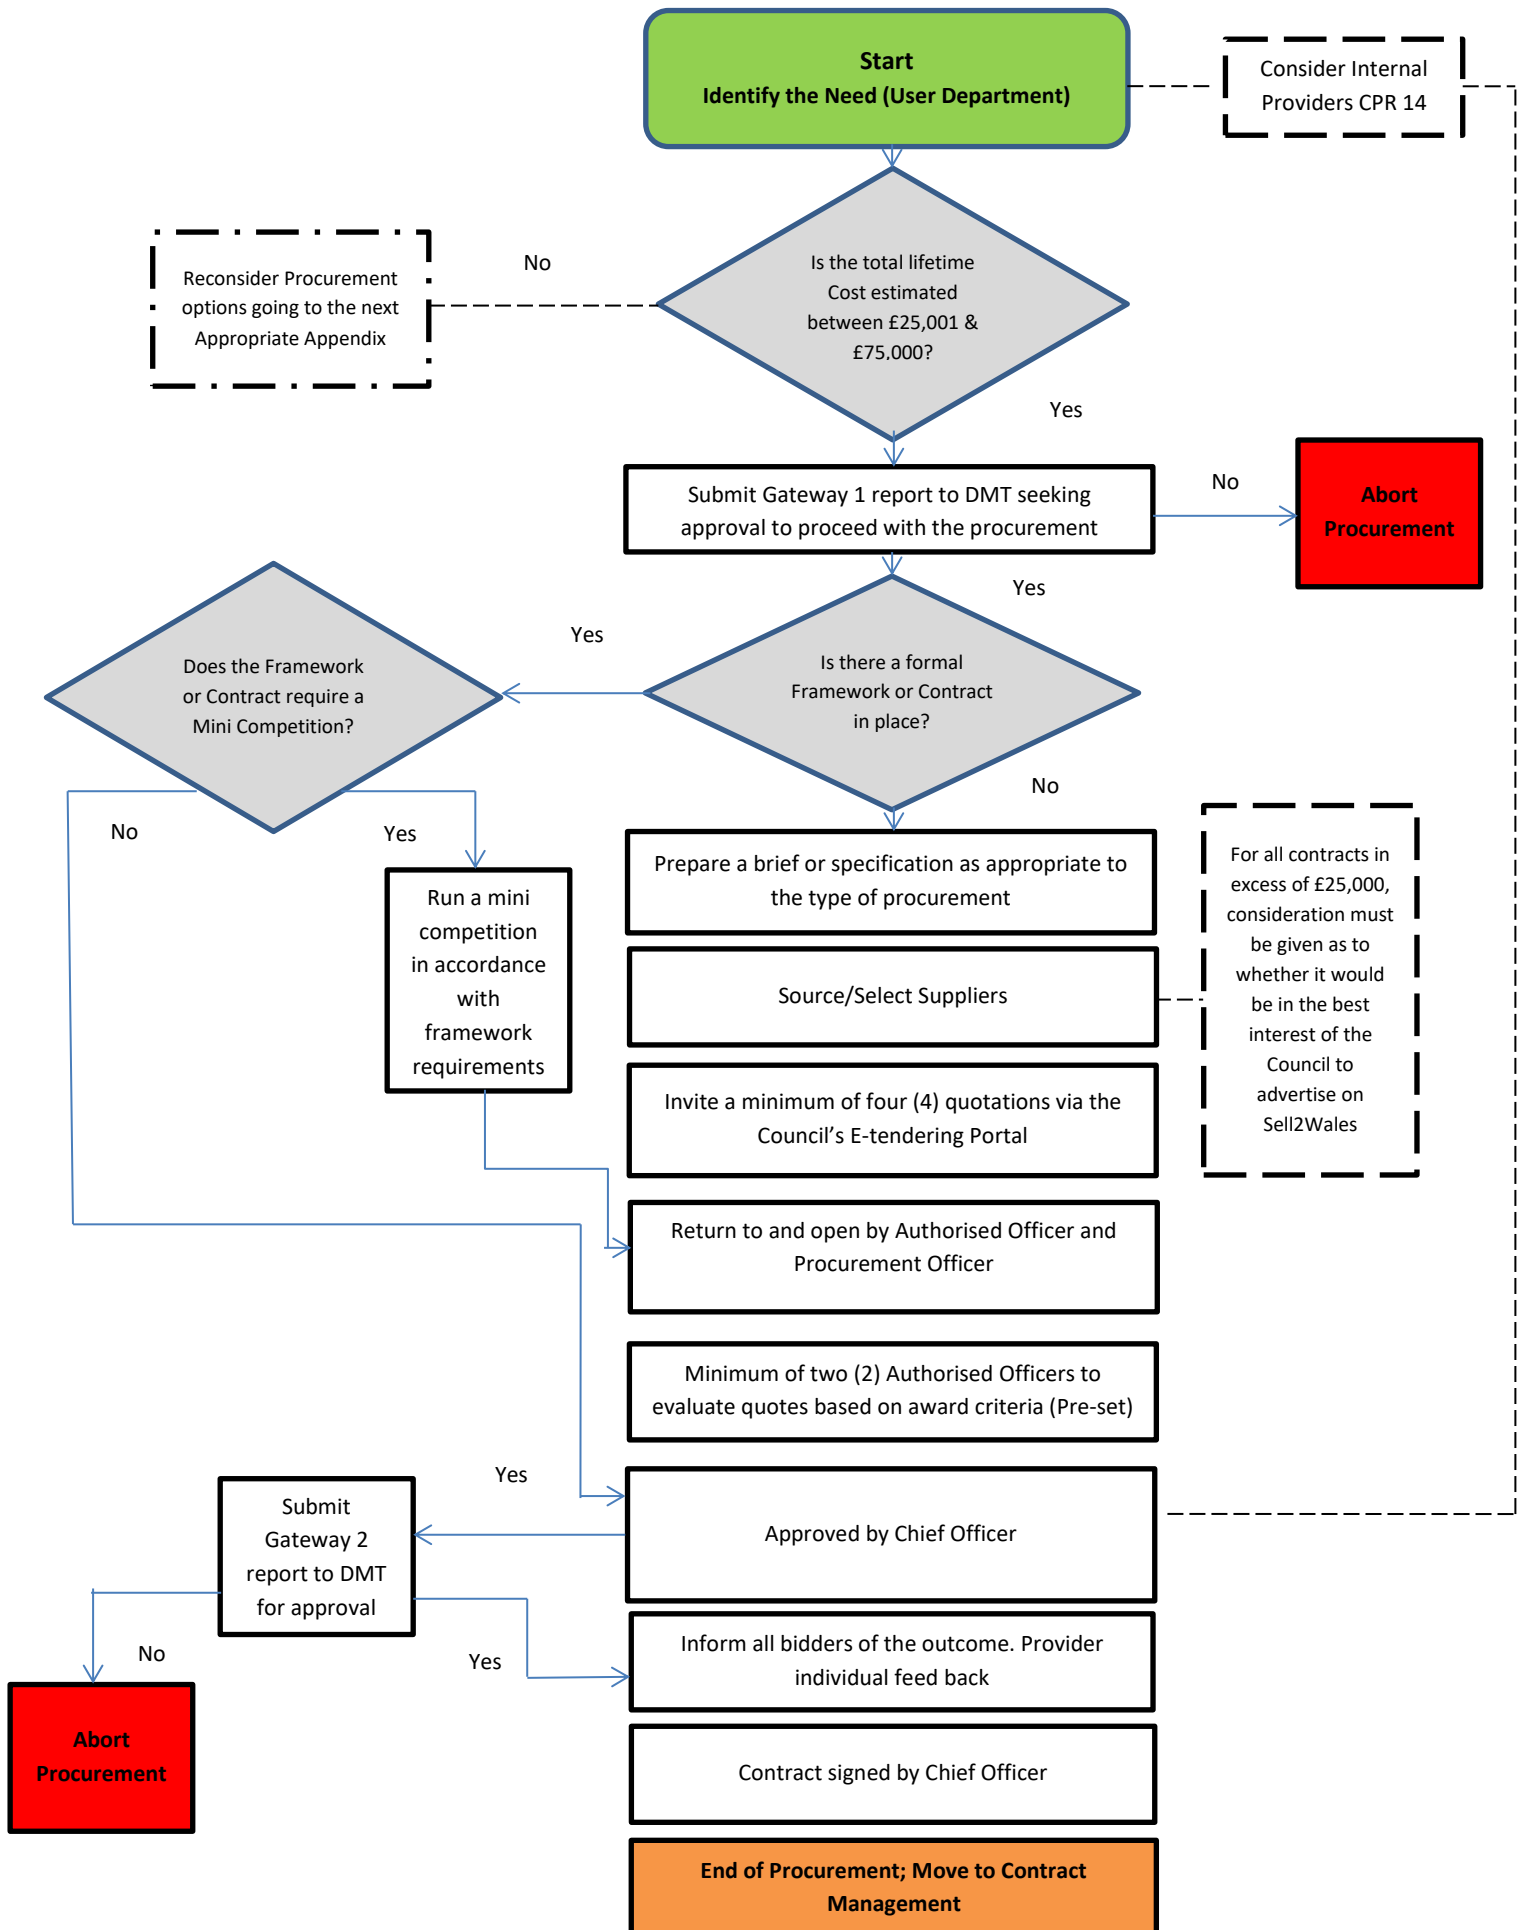 Start
Identify the Need (User Department)
Consider Internal
Providers CPR 14
Reconsider Procurement
options going to the next
Appropriate Appendix
No
Is the total lifetime
Cost estimated
between £25,001 &
£75,000?
Yes
Submit Gateway 1 report to DMT seeking
approval to proceed with the procurement
No
Abort
Procurement
Yes
Does the Framework
or Contract require a
Mini Competition?
Yes
Is there a formal
Framework or Contract
in place?
No
No
Yes
Run a mini
competition
in accordance
with
framework
requirements
Prepare a brief or specification as appropriate to
the type of procurement
For all contracts in
excess of £25,000,
consideration must
be given as to
whether it would
be in the best
interest of the
Council to
advertise on
Sell2Wales
Source/Select Suppliers
Invite a minimum of four (4) quotations via the
Council's E-tendering Portal
Return to and open by Authorised Officer and
Procurement Officer
Minimum of two (2) Authorised Officers to
evaluate quotes based on award criteria (Pre-set)
Yes
Submit
Gateway 2
report to DMT
for approval
Approved by Chief Officer
No
Yes
Inform all bidders of the outcome. Provider
individual feed back
Abort
Procurement
Contract signed by Chief Officer
End of Procurement; Move to Contract
Management